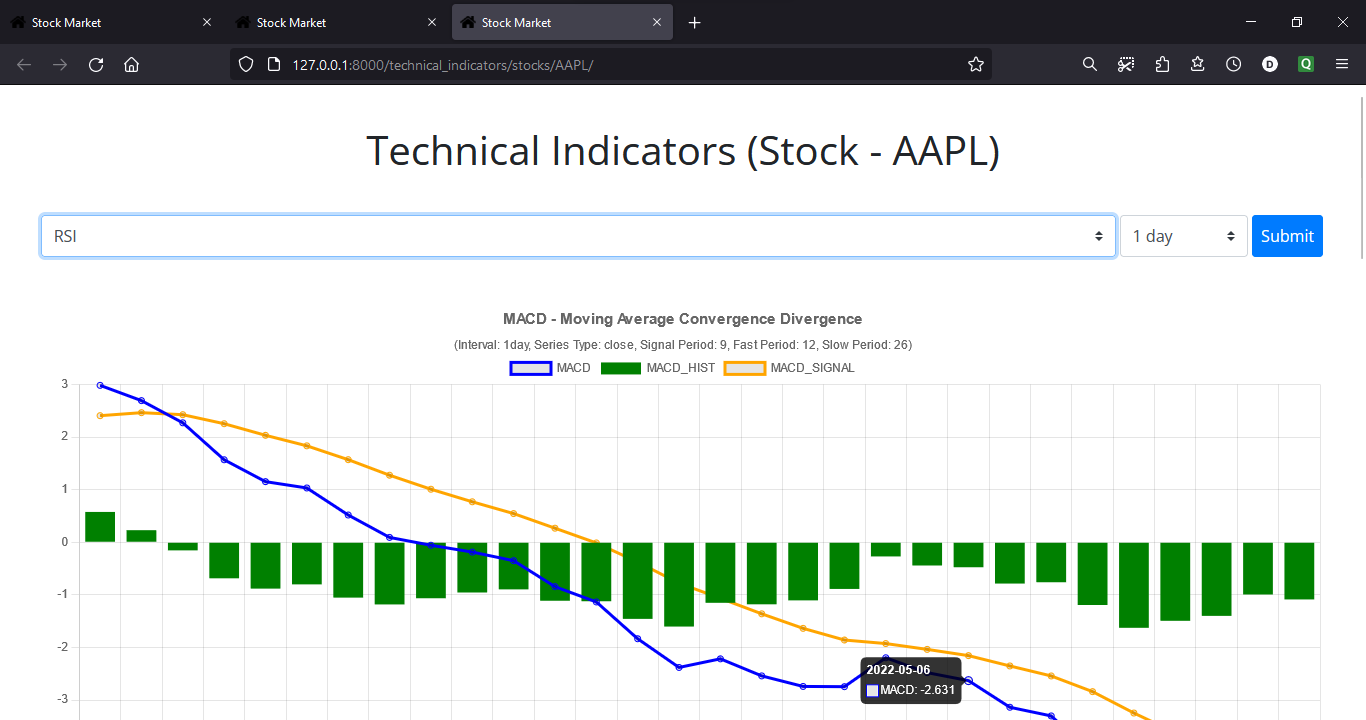 Stock Market
Stock Market
Stock Market
127.0.0.1:8000/technical_indicators/stocks/AAPL/
D
Q
Technical Indicators (Stock - AAPL)
RSI
1 day
Submit
MACD - Moving Average Convergence Divergence
(Interval: 1day, Series Type: close, Signal Period: 9, Fast Period: 12, Slow Period: 26)
MACD MACD_HIST MACD_SIGNAL
3
2
1
0
-1
-2
-3
2022-05-06
MACD: -2.631